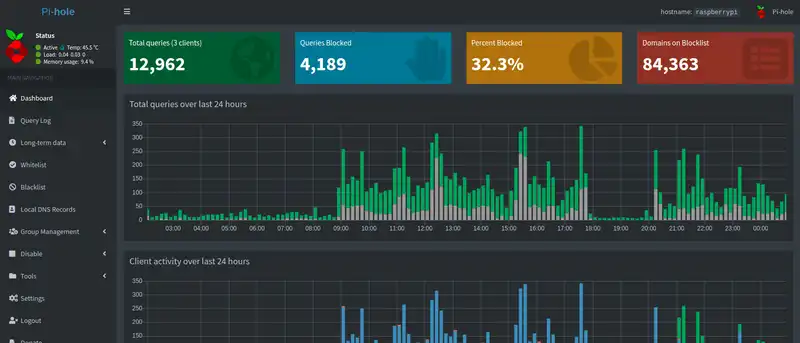 Pi-hole
hostname: raspberrypi
Pi-hole
Status
Active Temp: 45.5 °C
Load: 0.04 0.03 0
Memory usage: 9.4 %
MAIN NAVIGATION
Dashboard
Query Log
Long-term data
Whitelist
Blacklist
Local DNS Records
Group Management
Disable
Tools
Settings
Logout
Donate
Total queries (3 clients)
12,962
Queries Blocked
4,189
Percent Blocked
32.3%
Domains on Blocklist
84,363
Total queries over last 24 hours
350
300
250
200
150
100
50
0
03:00 04:00 05:00 06:00 07:00 08:00 09:00 10:00 11:00 12:00 13:00 14:00 15:00 16:00 17:00 18:00 19:00 20:00 21:00 22:00 23:00 00:00
Client activity over last 24 hours
350
300
250
200
150